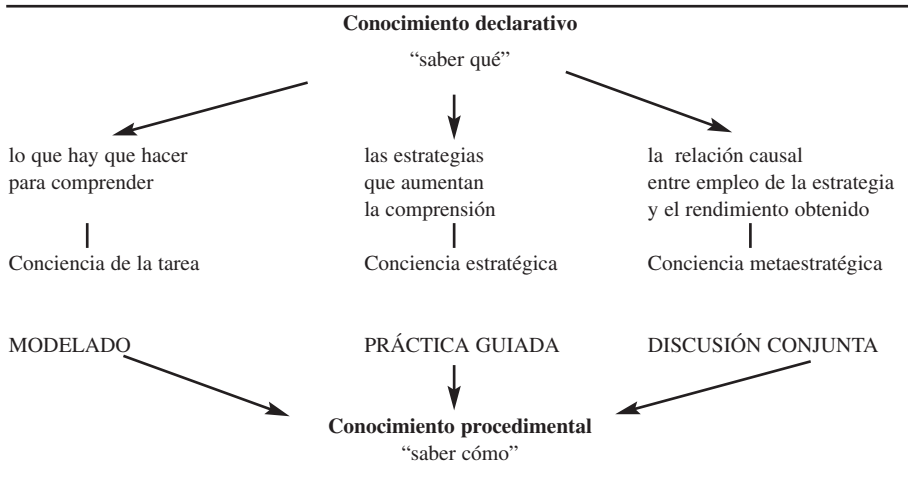 Conocimiento declarativo
“saber qué”
lo que hay que hacer
para comprender
las estrategias
que aumentan
la comprensión
la relación causal
entre empleo de la estrategia
y el rendimiento obtenido
Conciencia de la tarea
Conciencia estratégica
Conciencia metaestratégica
MODELADO
PRÁCTICA GUIADA
DISCUSIÓN CONJUNTA
Conocimiento procedimental
“saber cómo”